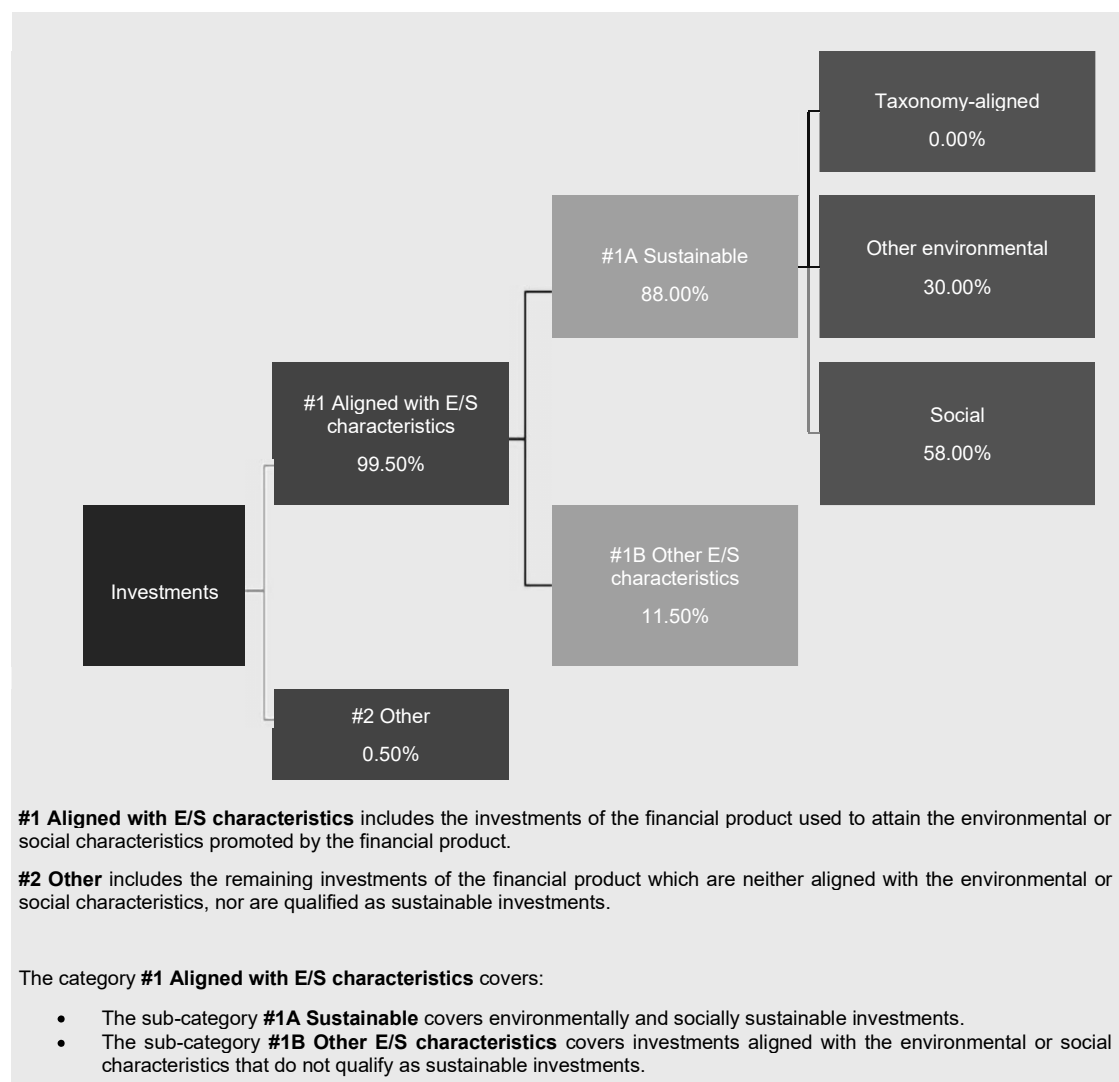 Taxonomy-aligned
0.00%
#1A Sustainable
88.00%
Other environmental
30.00%
#1 Aligned with E/S
characteristics
99.50%
Social
58.00%
Investments
#1B Other E/S
characteristics
11.50%
#2 Other
0.50%
#1 Aligned with E/S characteristics includes the investments of the financial product used to attain the environmental or
social characteristics promoted by the financial product.
#2 Other includes the remaining investments of the financial product which are neither aligned with the environmental or
social characteristics, nor are qualified as sustainable investments.
The category #1 Aligned with E/S characteristics covers:
• The sub-category #1A Sustainable covers environmentally and socially sustainable investments.
• The sub-category #1B Other E/S characteristics covers investments aligned with the environmental or social
characteristics that do not qualify as sustainable investments.